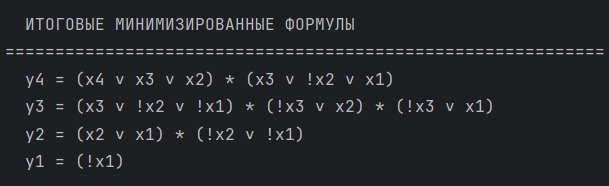 ИТОГОВЫЕ МИНИМИЗИРОВАННЫЕ ФОРМУЛЫ
============================================================
y4 = (x4 v x3 v x2) * (x3 v !x2 v x1)
y3 = (x3 v !x2 v !x1) * (!x3 v x2) * (!x3 v x1)
y2 = (x2 v x1) * (!x2 v !x1)
y1 = (!x1)